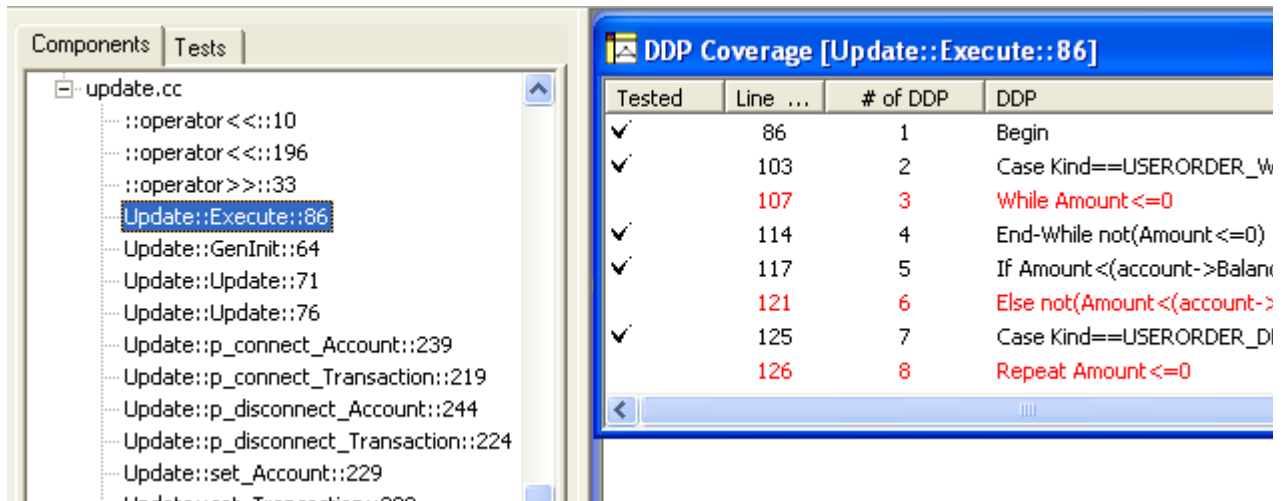 Components Tests
update.cc
::operator<<::10
::operator<<::196
::operator>>::33
Update::Execute::86
Update::GenInit::64
Update::Update::71
Update::Update::76
Update::p_connect_Account::239
Update::p_connect_Transaction::219
Update::p_disconnect_Account::244
Update::p_disconnect_Transaction::224
Update::set_Account::229
DDP Coverage [Update::Execute::86]
Tested Line ... # of DDP DDP
86 1 Begin
103 2 Case Kind==USERORDER_W
107 3 While Amount<=0
114 4 End-While not(Amount<=0)
117 5 If Amount<(account->Balan
121 6 Else not(Amount<(account->
125 7 Case Kind==USERORDER_D
126 8 Repeat Amount<=0